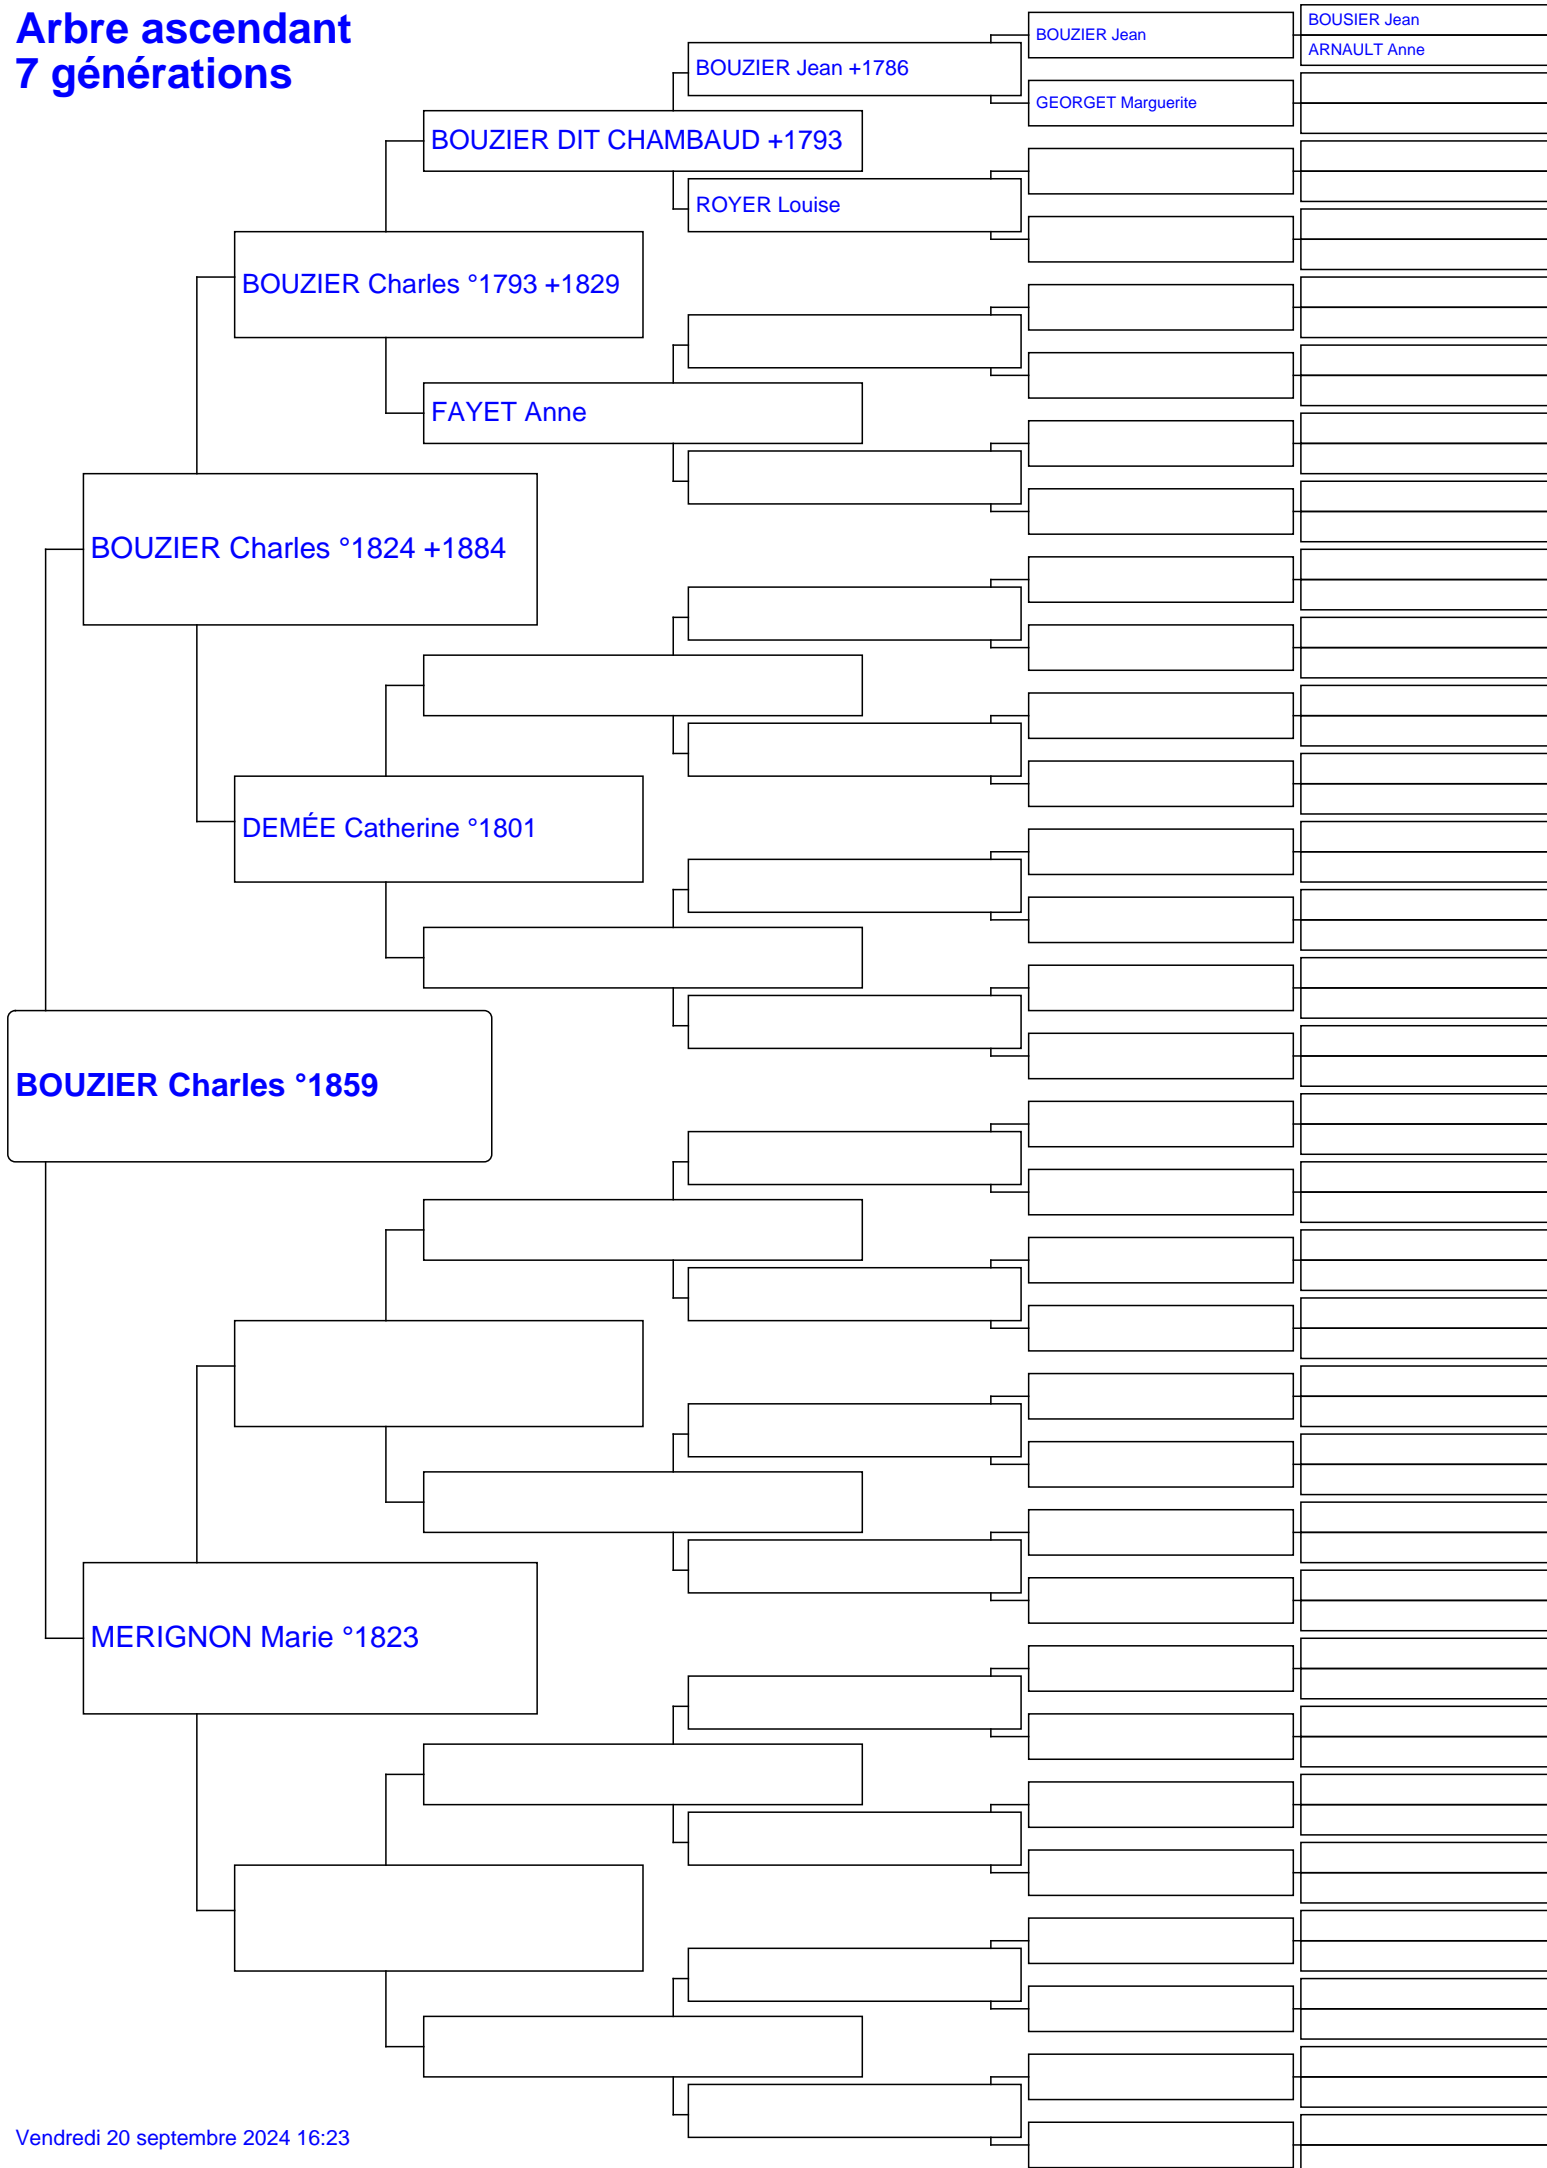 Arbre ascendant
7 générations
BOUSIER Jean
BOUZIER Jean
ARNAULT Anne
BOUZIER Jean +1786
GEORGET Marguerite
BOUZIER DIT CHAMBAUD +1793
ROYER Louise
BOUZIER Charles °1793 +1829
FAYET Anne
BOUZIER Charles °1824 +1884
DEMÉE Catherine °1801
BOUZIER Charles °1859
MERIGNON Marie °1823
Vendredi 20 septembre 2024 16:23